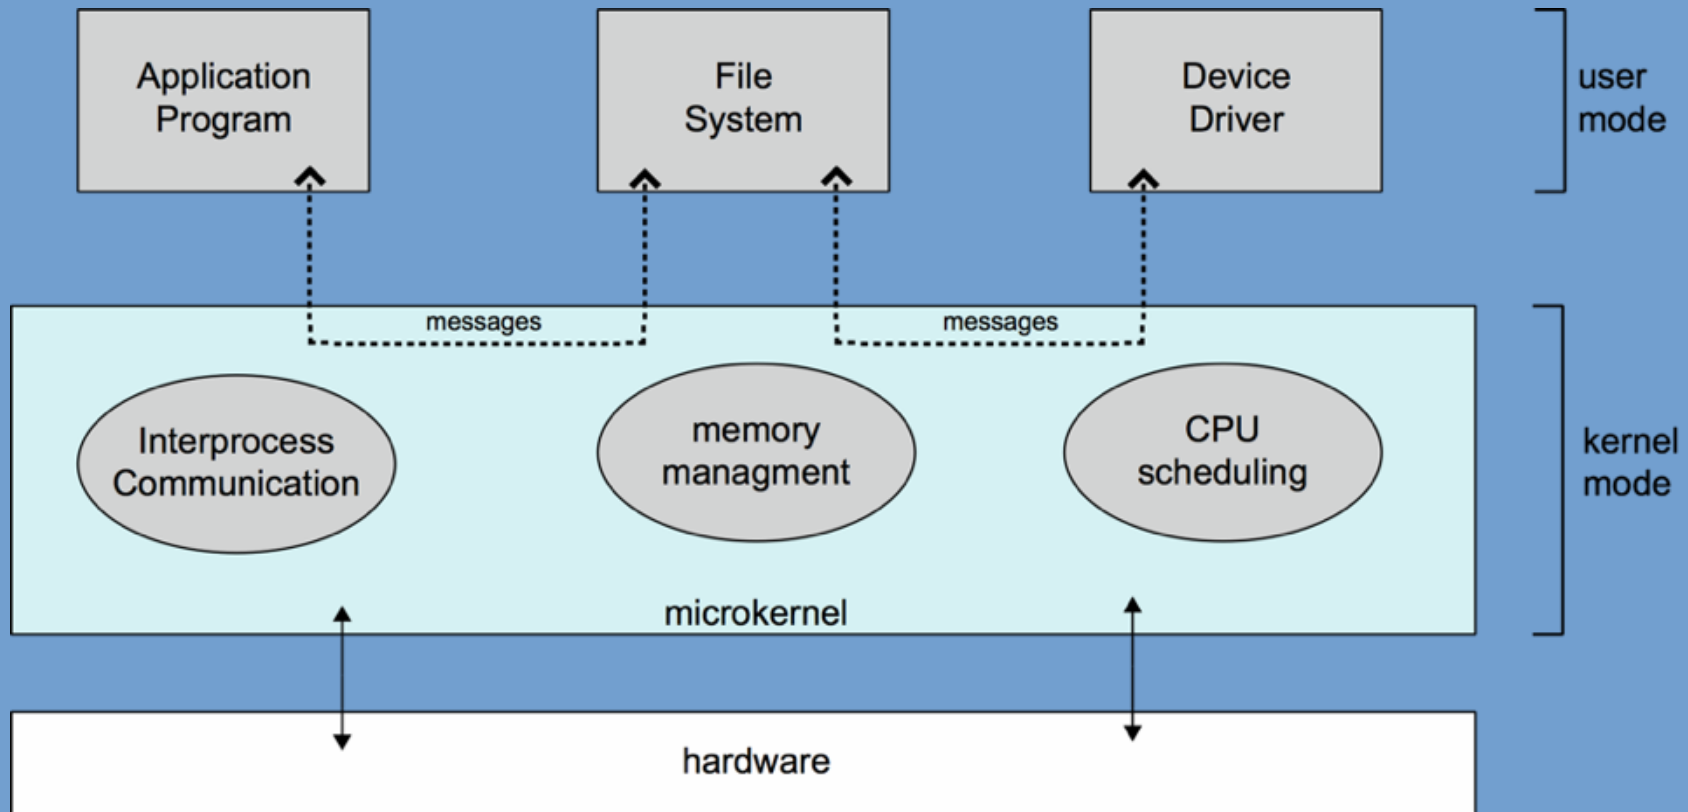 Application
Program
File
System
Device
Driver
user
mode
messages
messages
Interprocess
Communication
memory
managment
CPU
scheduling
kernel
mode
microkernel
hardware